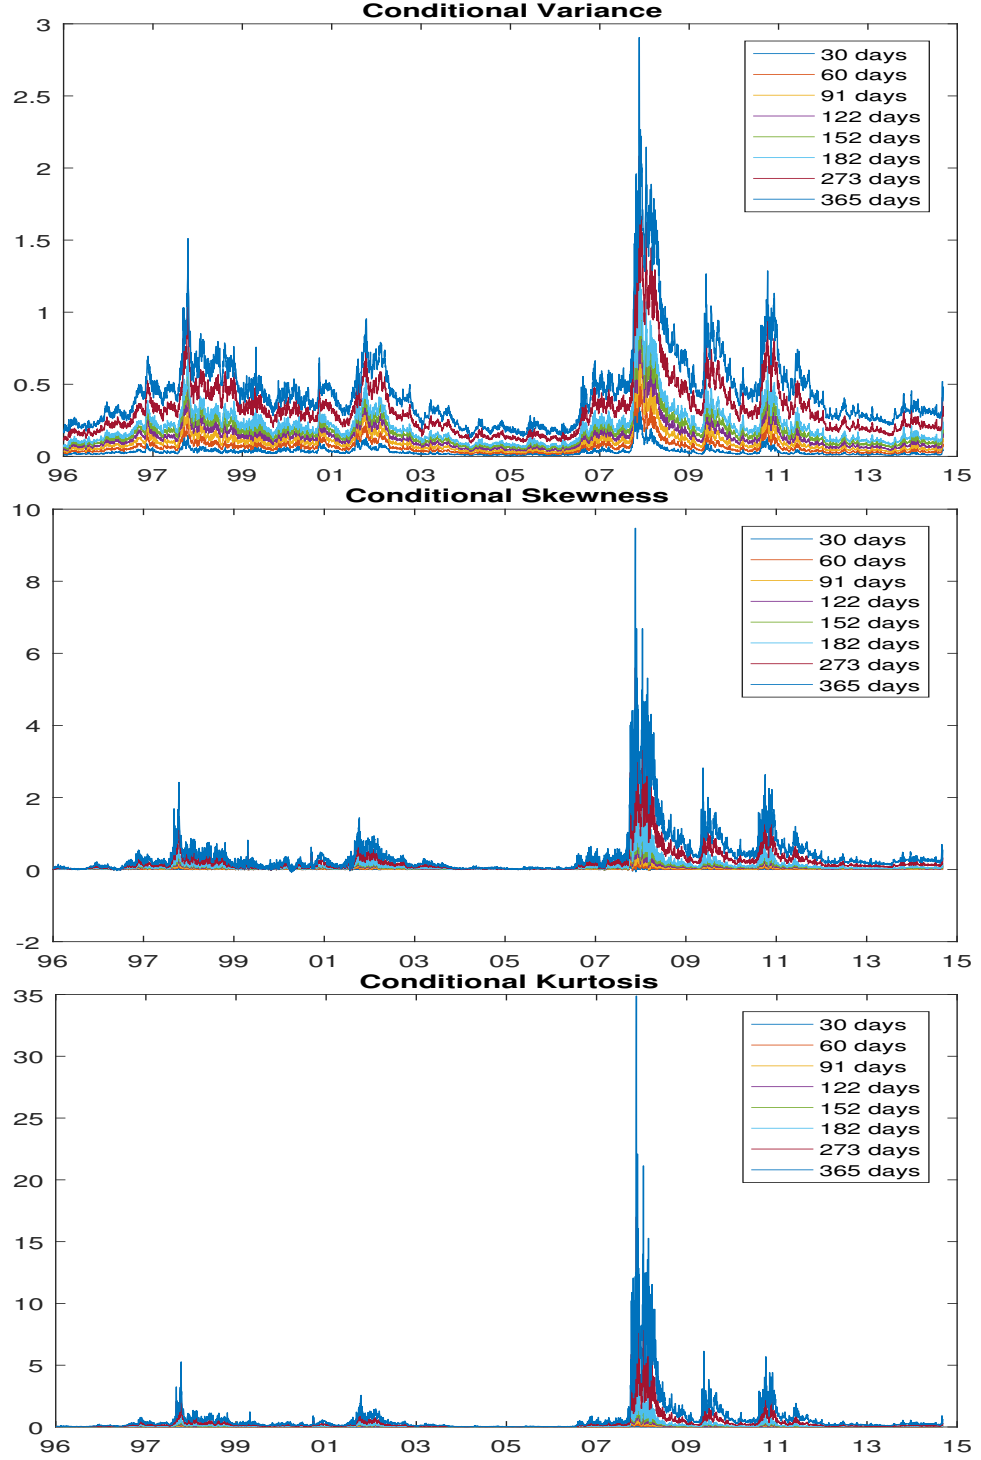 Conditional Variance
3
2.5
2
1.5
1
0.5
0
30 days
60 days
91 days
122 days
152 days
182 days
273 days
365 days
96 97 99 01 03 05 07 09 11 13 15
Conditional Skewness
10
8
6
4
2
0
-2
30 days
60 days
91 days
122 days
152 days
182 days
273 days
365 days
96 97 99 01 03 05 07 09 11 13 15
Conditional Kurtosis
35
30
25
20
15
10
5
0
30 days
60 days
91 days
122 days
152 days
182 days
273 days
365 days
96 97 99 01 03 05 07 09 11 13 15